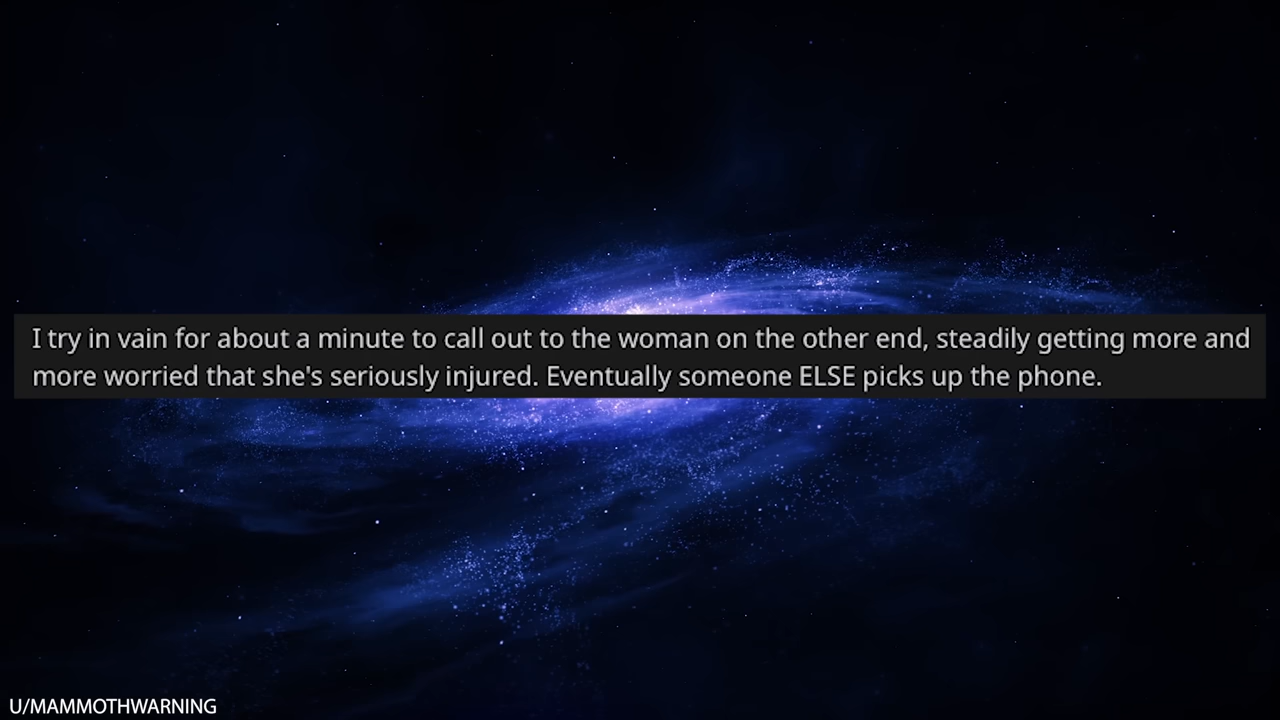 I try in vain for about a minute to call out to the woman on the other end, steadily getting more and
more worried that she's seriously injured. Eventually someone ELSE picks up the phone.
U/MAMMOTHWARNING